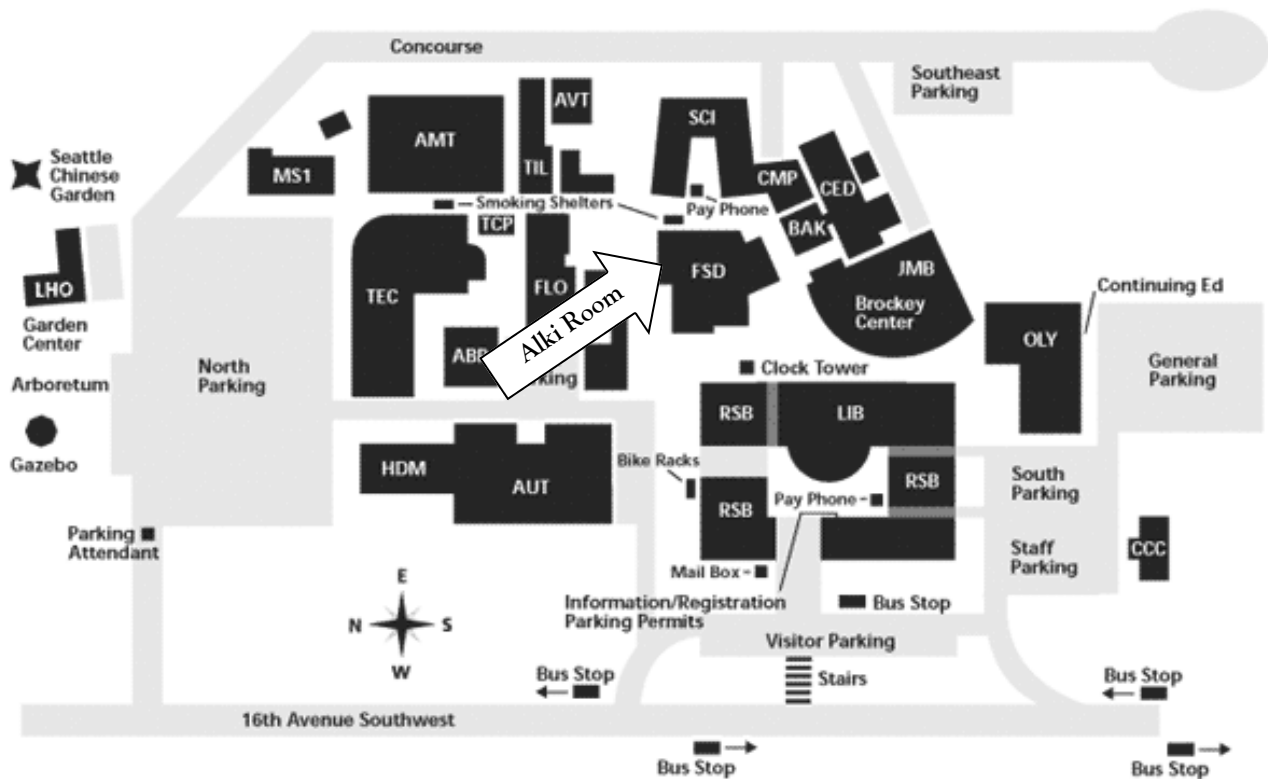 Concourse
Southeast
Parking
AVT
SCI
AMT
TIL
Seattle
Chinese
Garden
MS1
CMP
CED
Smoking Shelters
Pay Phone
TCP
BAK
FSD
JMB
LHO
TEC
FLO
Continuing Ed
Brockey
Center
Garden
Center
Alki Room
OLY
ABB
North
Parking
Clock Tower
General
Parking
Arboretum
RSB
LIB
Gazebo
HDM
AUT
Bike Racks
RSB
Pay Phone
RSB
South
Parking
Parking
Attendant
Staff
Parking
CCC
Mail Box
E
N
S
W
Information/Registration
Parking Permits
Bus Stop
Visitor Parking
Bus Stop
Stairs
Bus Stop
16th Avenue Southwest
Bus Stop
Bus Stop